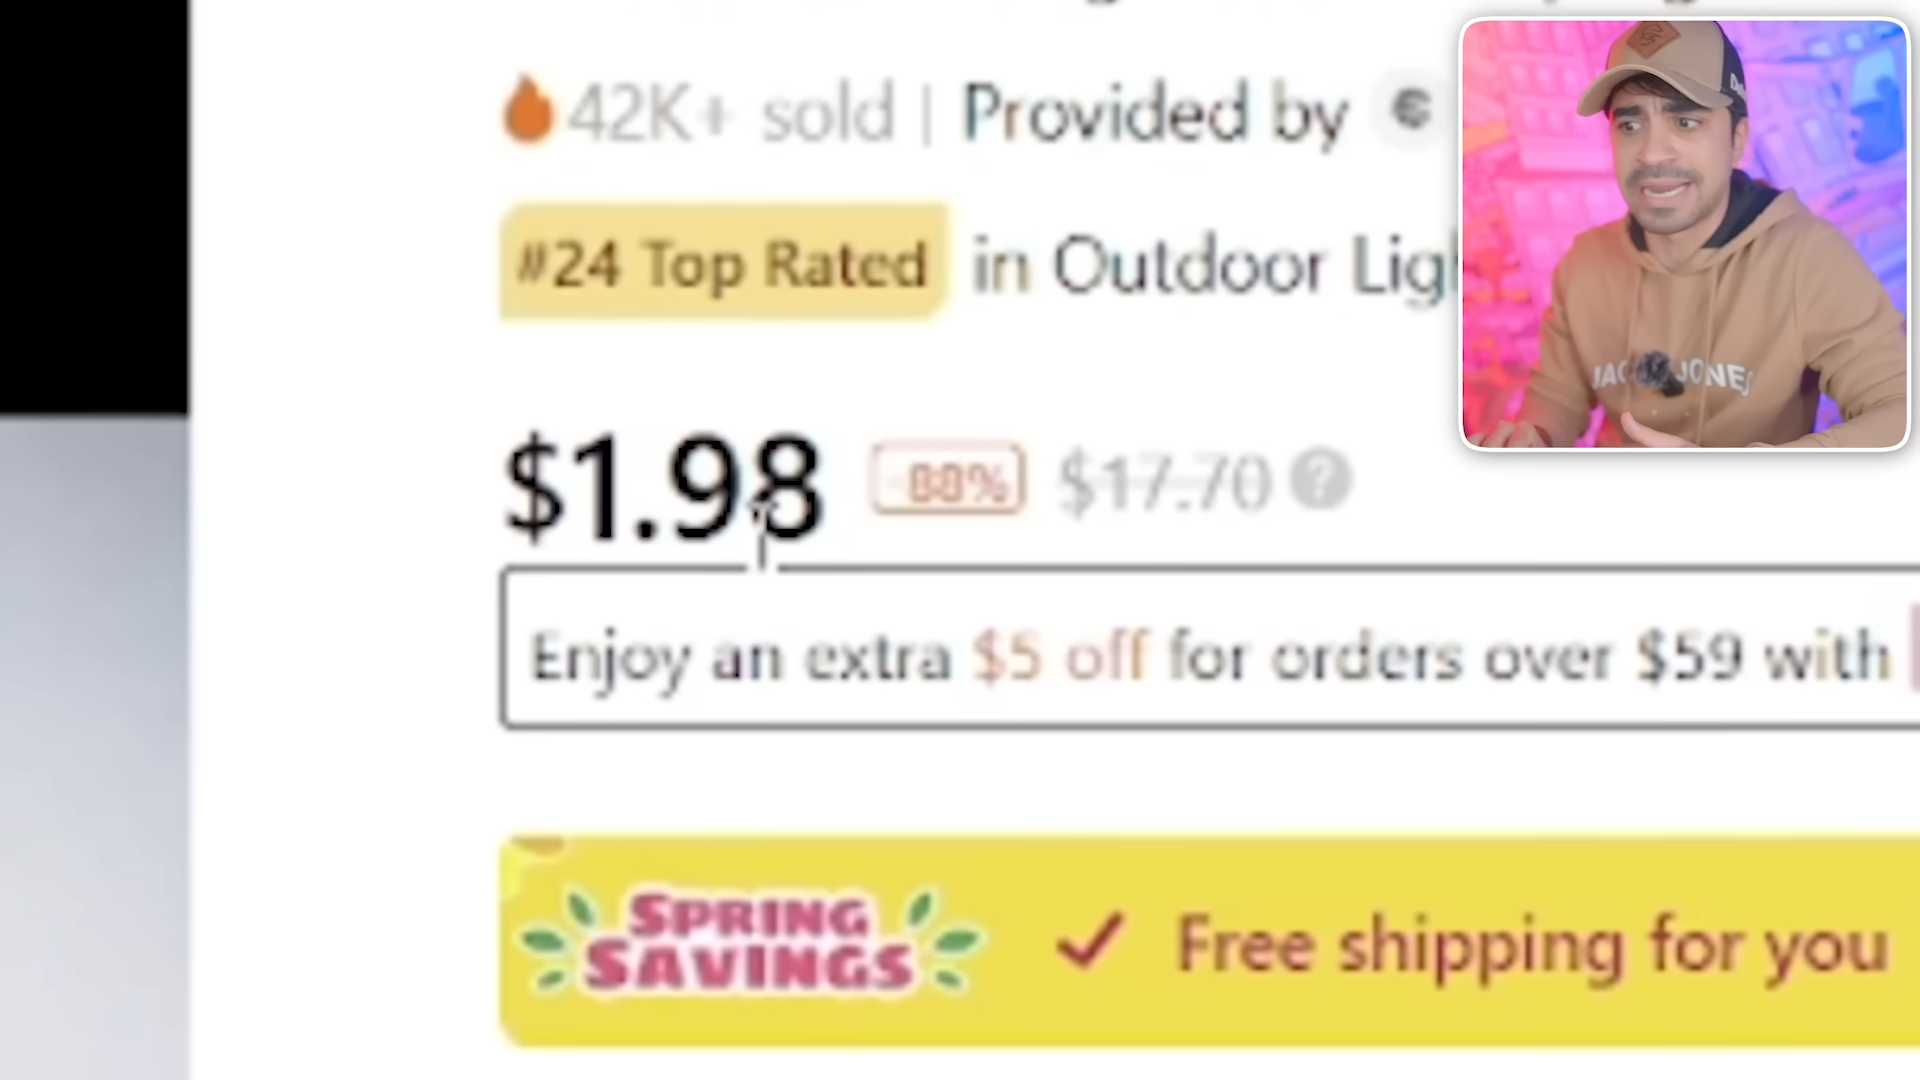 42K+ sold | Provided by
#24 Top Rated in Outdoor
$1.98 -88% $17.70 ?
Enjoy an extra $5 off for orders over $59 with
SPRING
SAVINGS
✓ Free shipping for you
JACK JONES